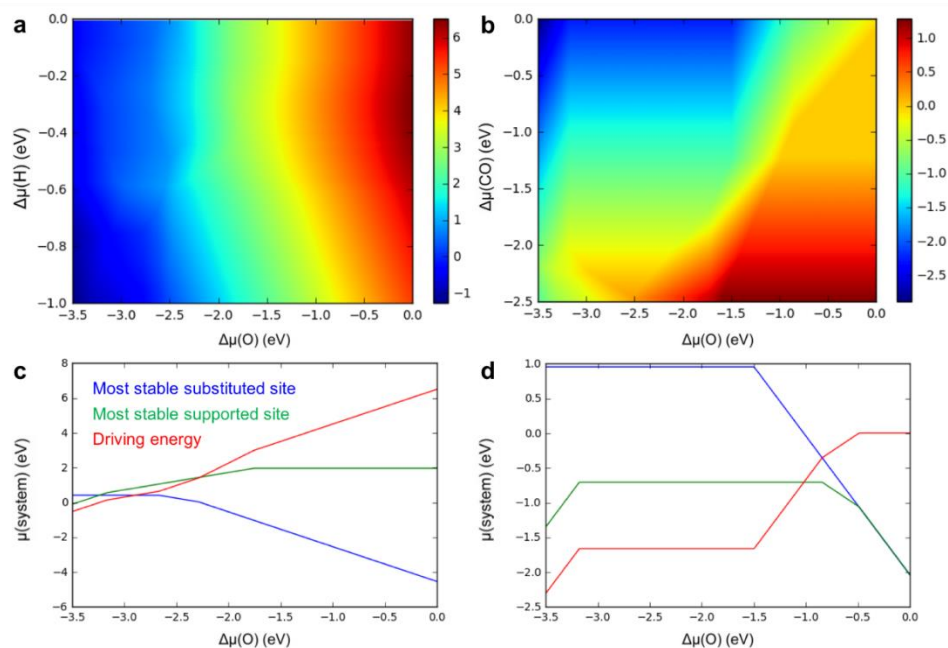 a
0.0
−0.2
−0.4
−0.6
−0.8
−1.0
Δμ(H) (eV)
−3.5 −3.0 −2.5 −2.0 −1.5 −1.0 −0.5 0.0
Δμ(O) (eV)
6
5
4
3
2
1
0
−1
b
0.0
−0.5
−1.0
−1.5
−2.0
−2.5
Δμ(CO) (eV)
−3.5 −3.0 −2.5 −2.0 −1.5 −1.0 −0.5 0.0
Δμ(O) (eV)
1.0
0.5
0.0
−0.5
−1.0
−1.5
−2.0
−2.5
c
8
6
4
2
0
−2
−4
−6
μ(system) (eV)
Most stable substituted site
Most stable supported site
Driving energy
−3.5 −3.0 −2.5 −2.0 −1.5 −1.0 −0.5 0.0
Δμ(O) (eV)
d
1.0
0.5
0.0
−0.5
−1.0
−1.5
−2.0
−2.5
μ(system) (eV)
−3.5 −3.0 −2.5 −2.0 −1.5 −1.0 −0.5 0.0
Δμ(O) (eV)